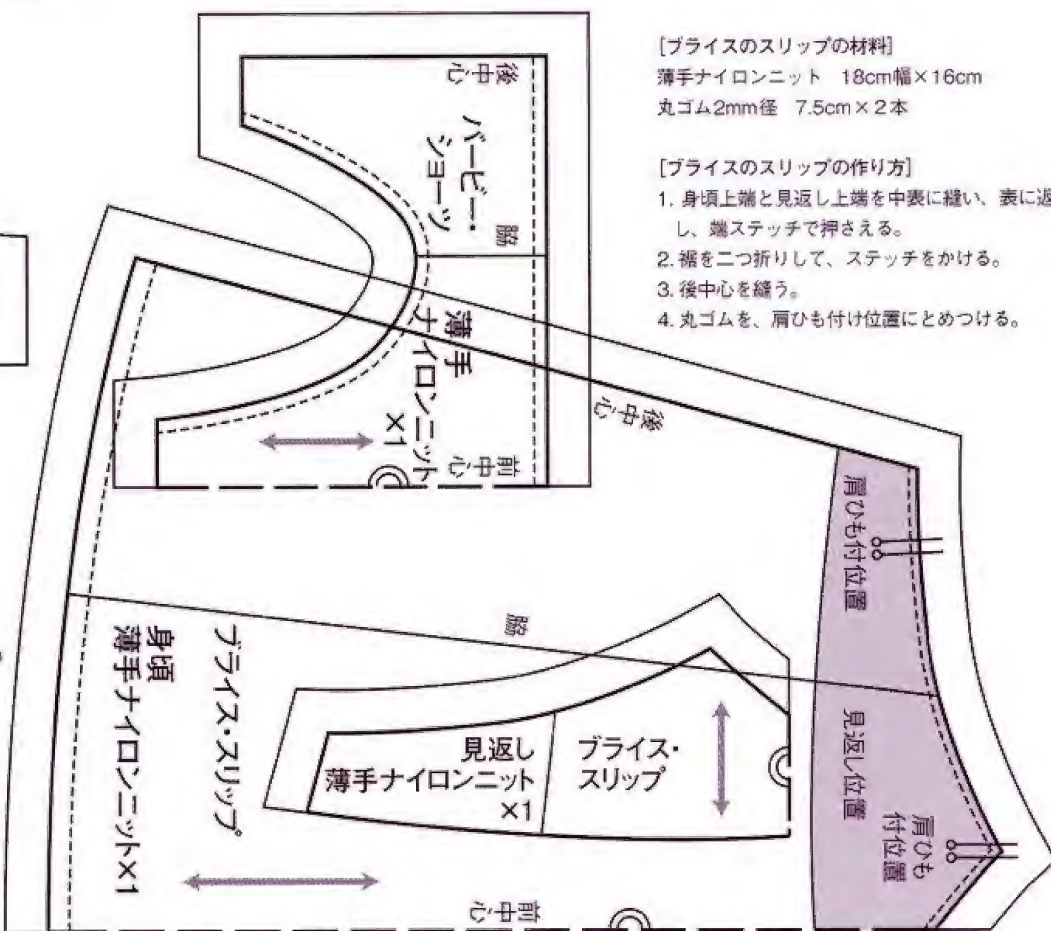 [ブライスのスリップの材料]
薄手ナイロンニット 18cm幅×16cm
丸ゴム2mm径 7.5cm×2本
[ブライスのスリップの作り方]
1. 身頃上端と見返し上端を中表に縫い、表に返
し、端ステッチで押さえる。
2. 裾を二つ折りして、ステッチをかける。
3. 後中心を縫う。
4. 丸ゴムを、肩ひも付け位置にとめつける。
後中心
バービー・
ショーツ
脇
薄手
ナイロンニット
×1
前中心
後中心
肩ひも付位置
脇
見返し位置
肩ひも
付位置
ブライス・スリップ
身頃
薄手ナイロンニット×1
見返し
薄手ナイロンニット
×1
ブライス・
スリップ
前中心